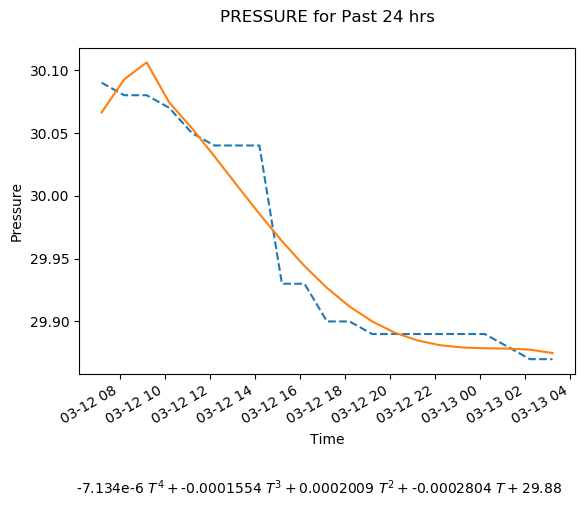 PRESSURE for Past 24 hrs
Pressure
30.10
30.05
30.00
29.95
29.90
03-12 08 03-12 10 03-12 12 03-12 14 03-12 16 03-12 18 03-12 20 03-12 22 03-13 00 03-13 02 03-13 04
Time
-7.134e-6 T⁴ + -0.0001554 T³ + 0.0002009 T² + -0.0002804 T + 29.88